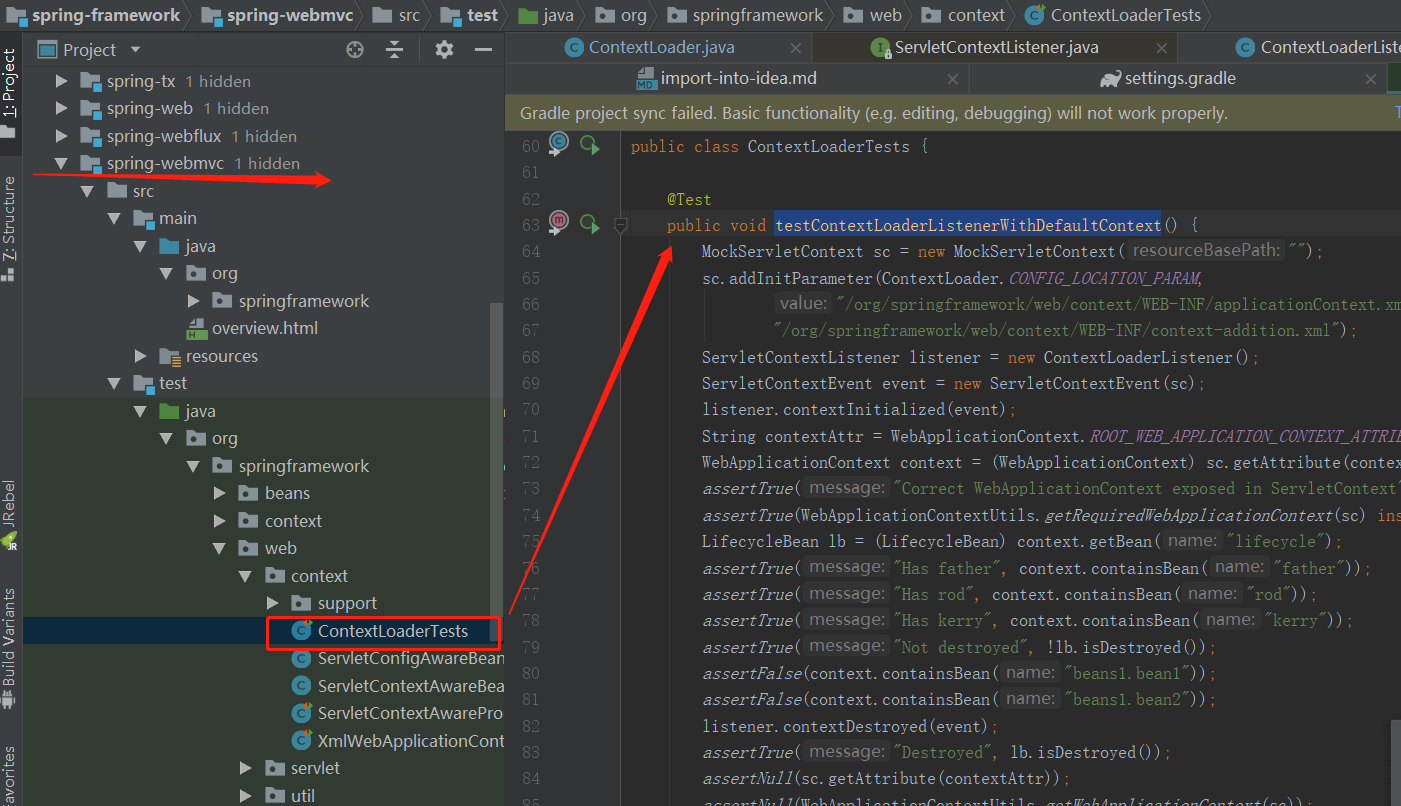 spring-framework spring-webmvc src test java org springframework web context ContextLoaderTests
1: Project
Z: Structure
JRebel
Build Variants
Favorites
Project
spring-tx 1 hidden
spring-web 1 hidden
spring-webflux 1 hidden
spring-webmvc 1 hidden
src
main
java
org
springframework
overview.html
resources
test
java
org
springframework
beans
context
web
context
support
ContextLoaderTests
ServletConfigAwareBean
ServletContextAwareBea
ServletContextAwarePro
XmlWebApplicationCont
servlet
util
ContextLoader.java ServletContextListener.java ContextLoaderListe
import-into-idea.md settings.gradle
Gradle project sync failed. Basic functionality (e.g. editing, debugging) will not work properly.
60 public class ContextLoaderTests {
61
62 @Test
63 public void testContextLoaderListenerWithDefaultContext() {
64 MockServletContext sc = new MockServletContext( resourceBasePath: "");
65 sc.addInitParameter(ContextLoader.CONFIG_LOCATION_PARAM,
66 value: "/org/springframework/web/context/WEB-INF/applicationContext.xm
67 "/org/springframework/web/context/WEB-INF/context-addition.xml");
68 ServletContextListener listener = new ContextLoaderListener();
69 ServletContextEvent event = new ServletContextEvent(sc);
70 listener.contextInitialized(event);
71 String contextAttr = WebApplicationContext.ROOT_WEB_APPLICATION_CONTEXT_ATTRIB
72 WebApplicationContext context = (WebApplicationContext) sc.getAttribute(contex
73 assertTrue( message: "Correct WebApplicationContext exposed in ServletContext"
74 assertTrue(WebApplicationContextUtils.getRequiredWebApplicationContext(sc) ins
75 LifecycleBean lb = (LifecycleBean) context.getBean( name: "lifecycle");
76 assertTrue( message: "Has father", context.containsBean( name: "father"));
77 assertTrue( message: "Has rod", context.containsBean( name: "rod"));
78 assertTrue( message: "Has kerry", context.containsBean( name: "kerry"));
79 assertTrue( message: "Not destroyed", !lb.isDestroyed());
80 assertFalse(context.containsBean( name: "beans1.bean1"));
81 assertFalse(context.containsBean( name: "beans1.bean2"));
82 listener.contextDestroyed(event);
83 assertTrue( message: "Destroyed", lb.isDestroyed());
84 assertNull(sc.getAttribute(contextAttr));
85 assertNull(WebApplicationContextUtils.getWebApplicationContext(sc));